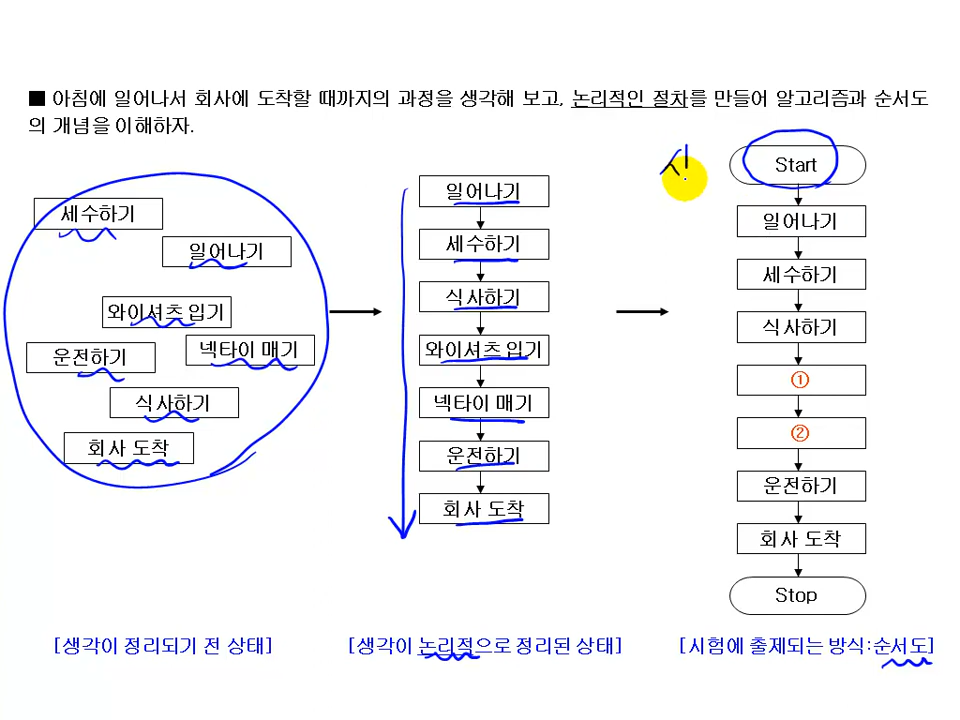 ■ 아침에 일어나서 회사에 도착할 때까지의 과정을 생각해 보고, 논리적인 절차를 만들어 알고리즘과 순서도
의 개념을 이해하자.
세수하기
일어나기
와이셔츠 입기
운전하기
넥타이 매기
식사하기
회사 도착
[생각이 정리되기 전 상태]
일어나기
세수하기
식사하기
와이셔츠 입기
넥타이 매기
운전하기
회사 도착
[생각이 논리적으로 정리된 상태]
Start
일어나기
세수하기
식사하기
①
②
운전하기
회사 도착
Stop
[시험에 출제되는 방식:순서도]